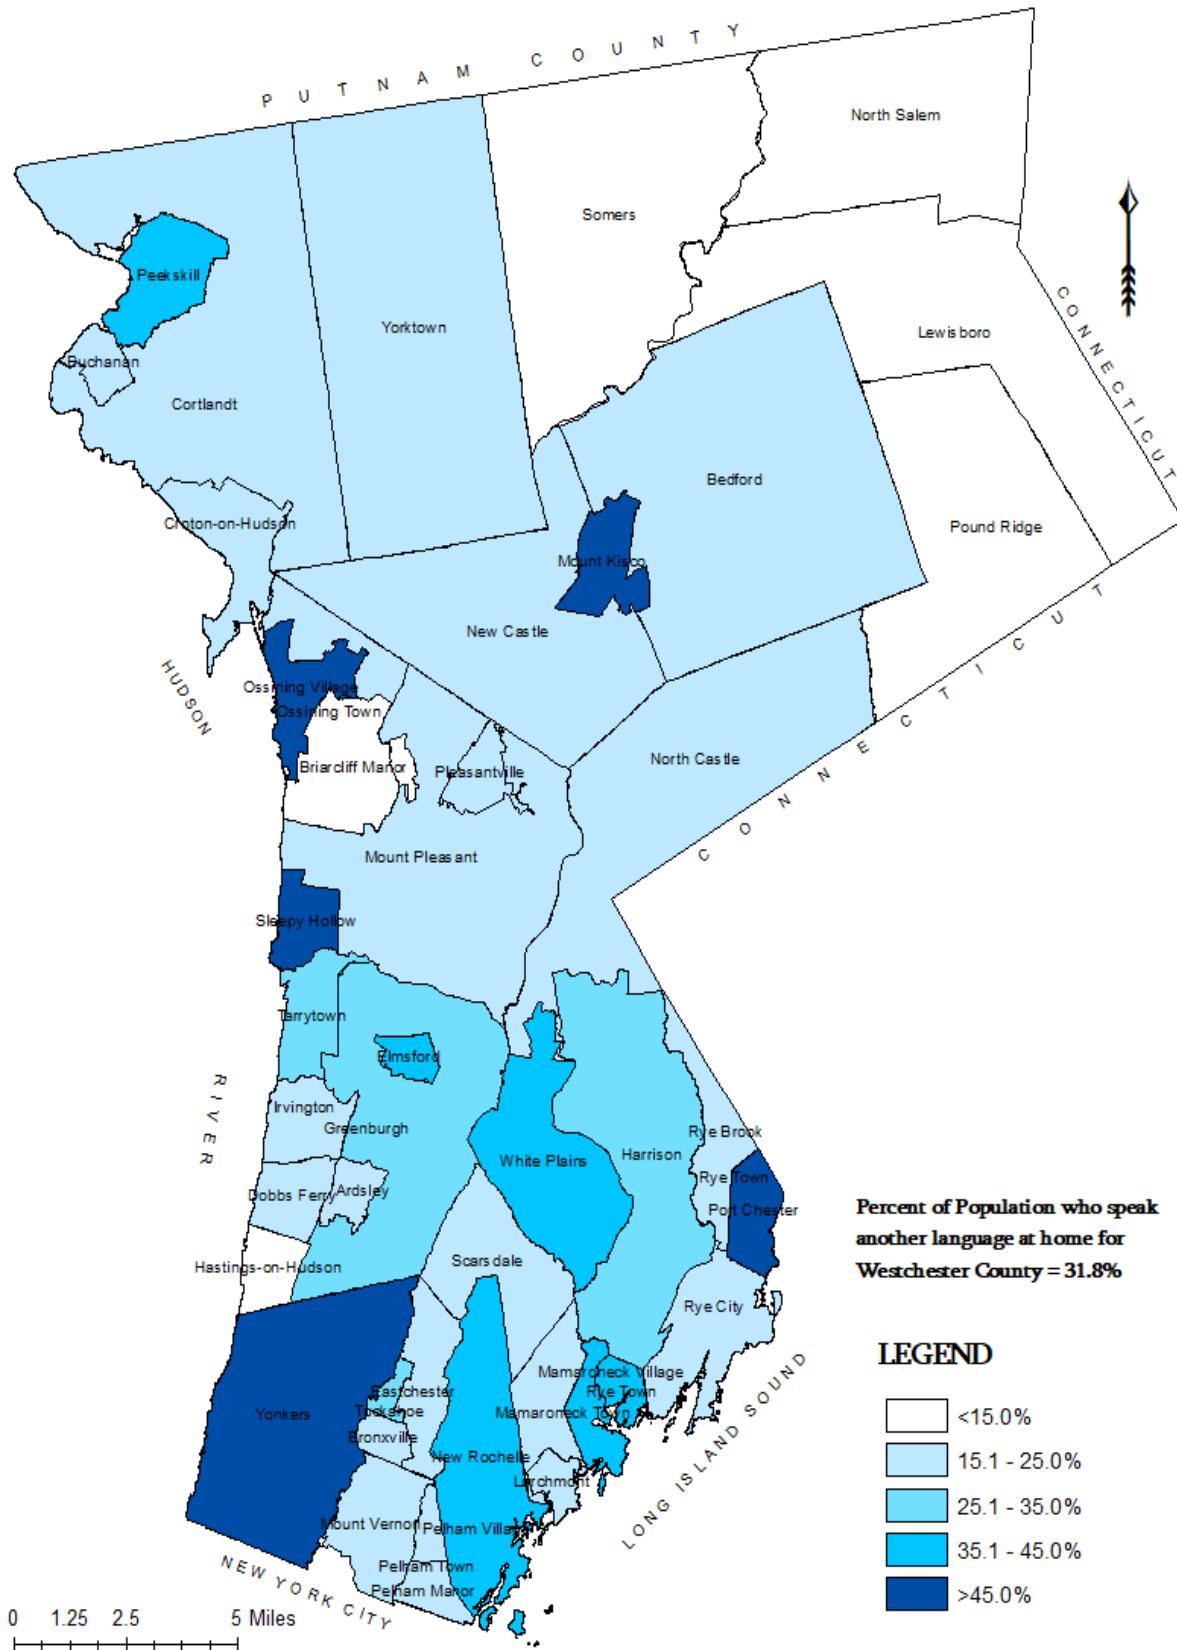 PUTNAM COUNTY
North Salem
Somers
Peekskill
Yorktown
Lewisboro
CONNECTICUT
Buchanan
Cortlandt
Bedford
Croton-on-Hudson
Pound Ridge
Mount Kisco
New Castle
HUDSON
Ossining Village
Ossining Town
Briarcliff Manor
Pleasantville
North Castle
CONNECTICUT
Mount Pleasant
Sleepy Hollow
Tarrytown
Elmsford
RIVER
Irvington
Greenburgh
Rye Brook
Harrison
White Plains
Rye Town
Dobbs Ferry
Ardsley
Port Chester
Percent of Population who speak
another language at home for
Westchester County = 31.8%
Scarsdale
Hastings-on-Hudson
Rye City
LEGEND
Mamaroneck Village
Eastchester
Rye Town
Tuckahoe
Mamaroneck Town
Yonkers
Bronxville
New Rochelle
Larchmont
LONG ISLAND SOUND
Mount Vernon
Pelham Village
Pelham Town
Pelham Manor
NEW YORK CITY
<15.0%
15.1 - 25.0%
25.1 - 35.0%
35.1 - 45.0%
>45.0%
0 1.25 2.5 5 Miles